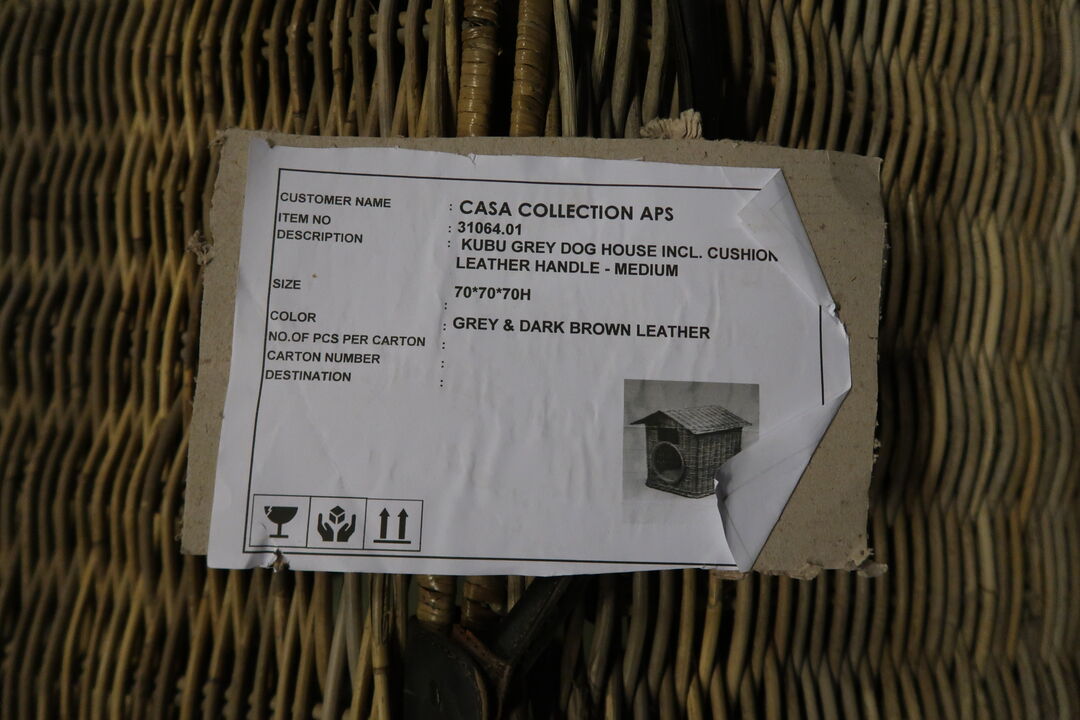 CUSTOMER NAME : CASA COLLECTION APS
ITEM NO : 31064.01
DESCRIPTION : KUBU GREY DOG HOUSE INCL. CUSHION
LEATHER HANDLE - MEDIUM
SIZE : 70*70*70H
COLOR : GREY & DARK BROWN LEATHER
NO.OF PCS PER CARTON :
CARTON NUMBER :
DESTINATION :